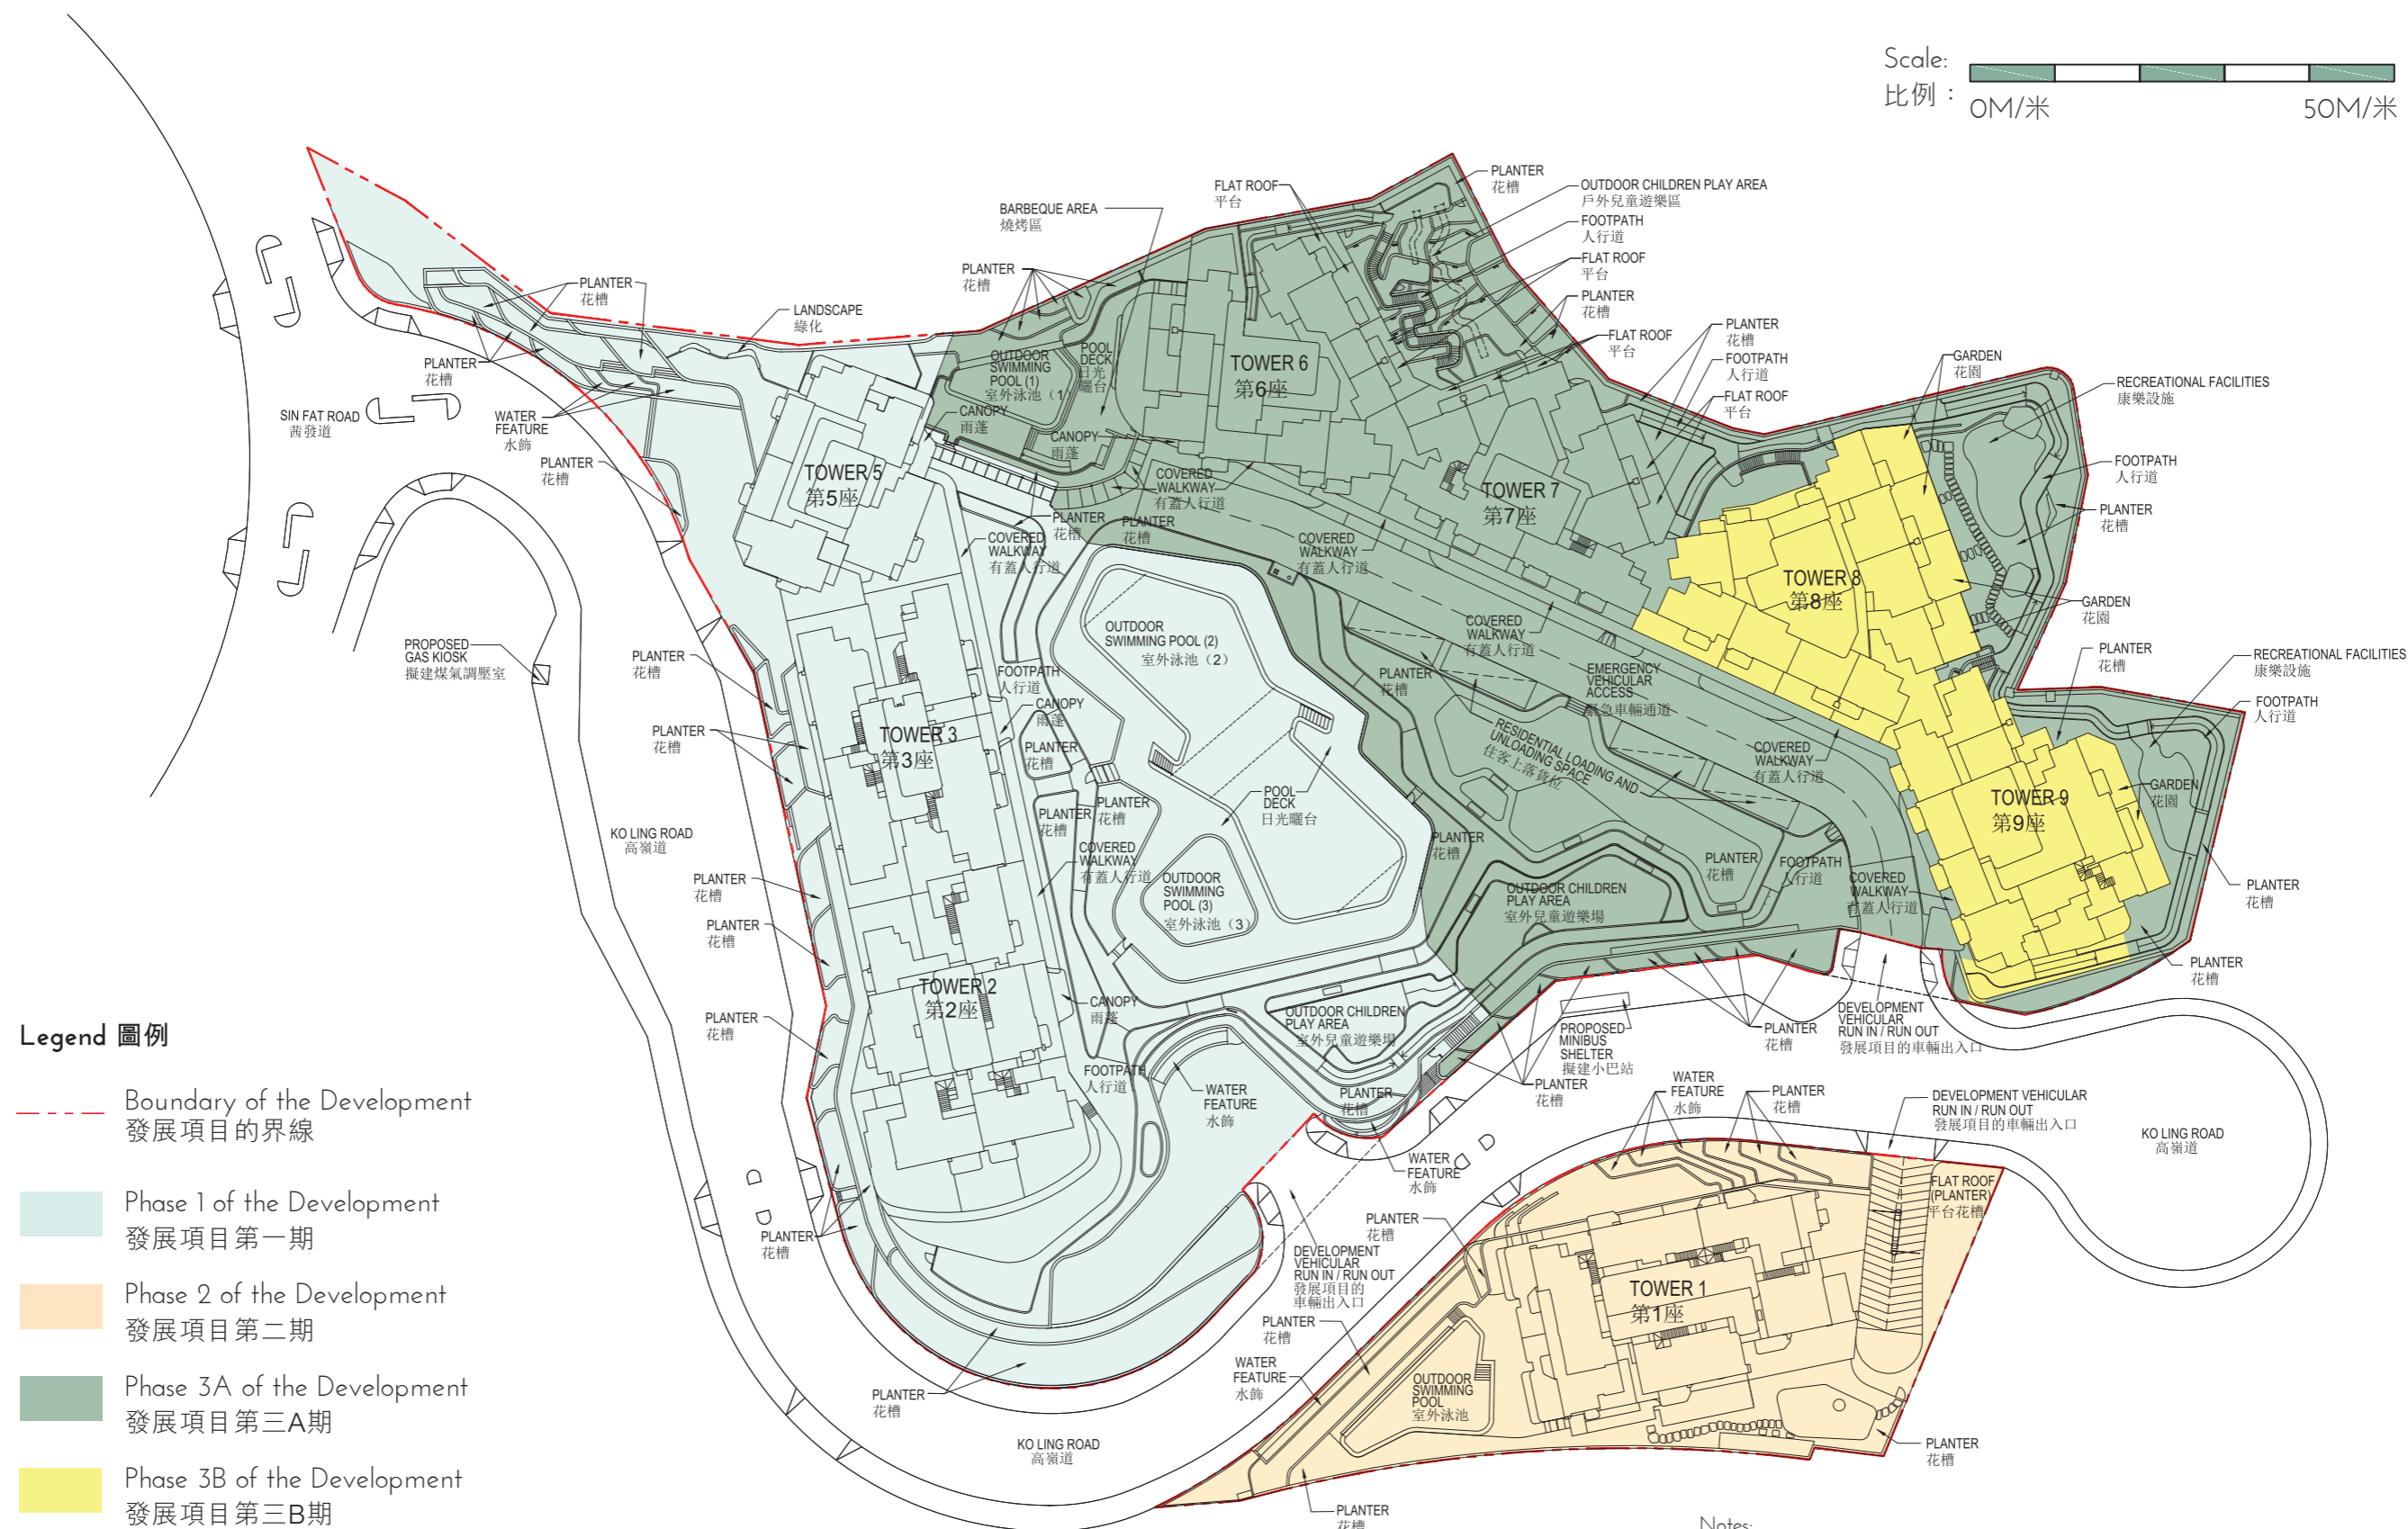 Scale:
比例：
0M/米
50M/米
PLANTER
花槽
OUTDOOR CHILDREN PLAY AREA
戶外兒童遊樂區
FLAT ROOF
平台
BARBEQUE AREA
燒烤區
FOOTPATH
人行道
FLAT ROOF
平台
PLANTER
花槽
PLANTER
花槽
PLANTER
花槽
LANDSCAPE
綠化
FLAT ROOF
平台
PLANTER
花槽
FOOTPATH
人行道
GARDEN
花園
RECREATIONAL FACILITIES
康樂設施
PLANTER
花槽
OUTDOOR
SWIMMING
POOL (1)
室外泳池（1）
POOL
DECK
日光
曬台
TOWER 6
第6座
FLAT ROOF
平台
SIN FAT ROAD
茜發道
WATER
FEATURE
水飾
CANOPY
雨蓬
CANOPY
雨蓬
PLANTER
花槽
TOWER 5
第5座
COVERED
WALKWAY
有蓋人行道
TOWER 7
第7座
FOOTPATH
人行道
PLANTER
花槽
PLANTER
花槽
PLANTER
花槽
COVERED
WALKWAY
有蓋人行道
COVERED
WALKWAY
有蓋人行道
TOWER 8
第8座
GARDEN
花園
PROPOSED
GAS KIOSK
擬建煤氣調壓室
PLANTER
花槽
OUTDOOR
SWIMMING POOL (2)
室外泳池（2）
COVERED
WALKWAY
有蓋人行道
PLANTER
花槽
RECREATIONAL FACILITIES
康樂設施
FOOTPATH
人行道
CANOPY
雨蓬
PLANTER
花槽
EMERGENCY
VEHICULAR
ACCESS
緊急車輛通道
FOOTPATH
人行道
PLANTER
花槽
TOWER 3
第3座
PLANTER
花槽
RESIDENTIAL LOADING AND
UNLOADING SPACE
住客上落貨位
COVERED
WALKWAY
有蓋人行道
POOL
DECK
日光曬台
GARDEN
花園
TOWER 9
第9座
PLANTER
花槽
PLANTER
花槽
KO LING ROAD
高嶺道
COVERED
WALKWAY
有蓋人行道
PLANTER
花槽
PLANTER
花槽
FOOTPATH
人行道
PLANTER
花槽
OUTDOOR
SWIMMING
POOL (3)
室外泳池（3）
OUTDOOR CHILDREN
PLAY AREA
室外兒童遊樂場
COVERED
WALKWAY
有蓋人行道
PLANTER
花槽
PLANTER
花槽
PLANTER
花槽
TOWER 2
第2座
CANOPY
雨蓬
OUTDOOR CHILDREN
PLAY AREA
室外兒童遊樂場
PROPOSED
MINIBUS
SHELTER
擬建小巴站
PLANTER
花槽
DEVELOPMENT
VEHICULAR
RUN IN / RUN OUT
發展項目的車輛出入口
PLANTER
花槽
FOOTPATH
人行道
WATER
FEATURE
水飾
PLANTER
花槽
PLANTER
花槽
WATER
FEATURE
水飾
PLANTER
花槽
DEVELOPMENT VEHICULAR
RUN IN / RUN OUT
發展項目的車輛出入口
KO LING ROAD
高嶺道
WATER
FEATURE
水飾
FLAT ROOF
(PLANTER)
平台花槽
PLANTER
花槽
PLANTER
花槽
DEVELOPMENT
VEHICULAR
RUN IN / RUN OUT
發展項目的
車輛出入口
TOWER 1
第1座
PLANTER
花槽
WATER
FEATURE
水飾
OUTDOOR
SWIMMING
POOL
室外泳池
PLANTER
花槽
KO LING ROAD
高嶺道
PLANTER
花槽
PLANTER
花槽
Legend 圖例
Boundary of the Development
發展項目的界線
Phase 1 of the Development
發展項目第一期
Phase 2 of the Development
發展項目第二期
Phase 3A of the Development
發展項目第三A期
Phase 3B of the Development
發展項目第三B期
Notes: